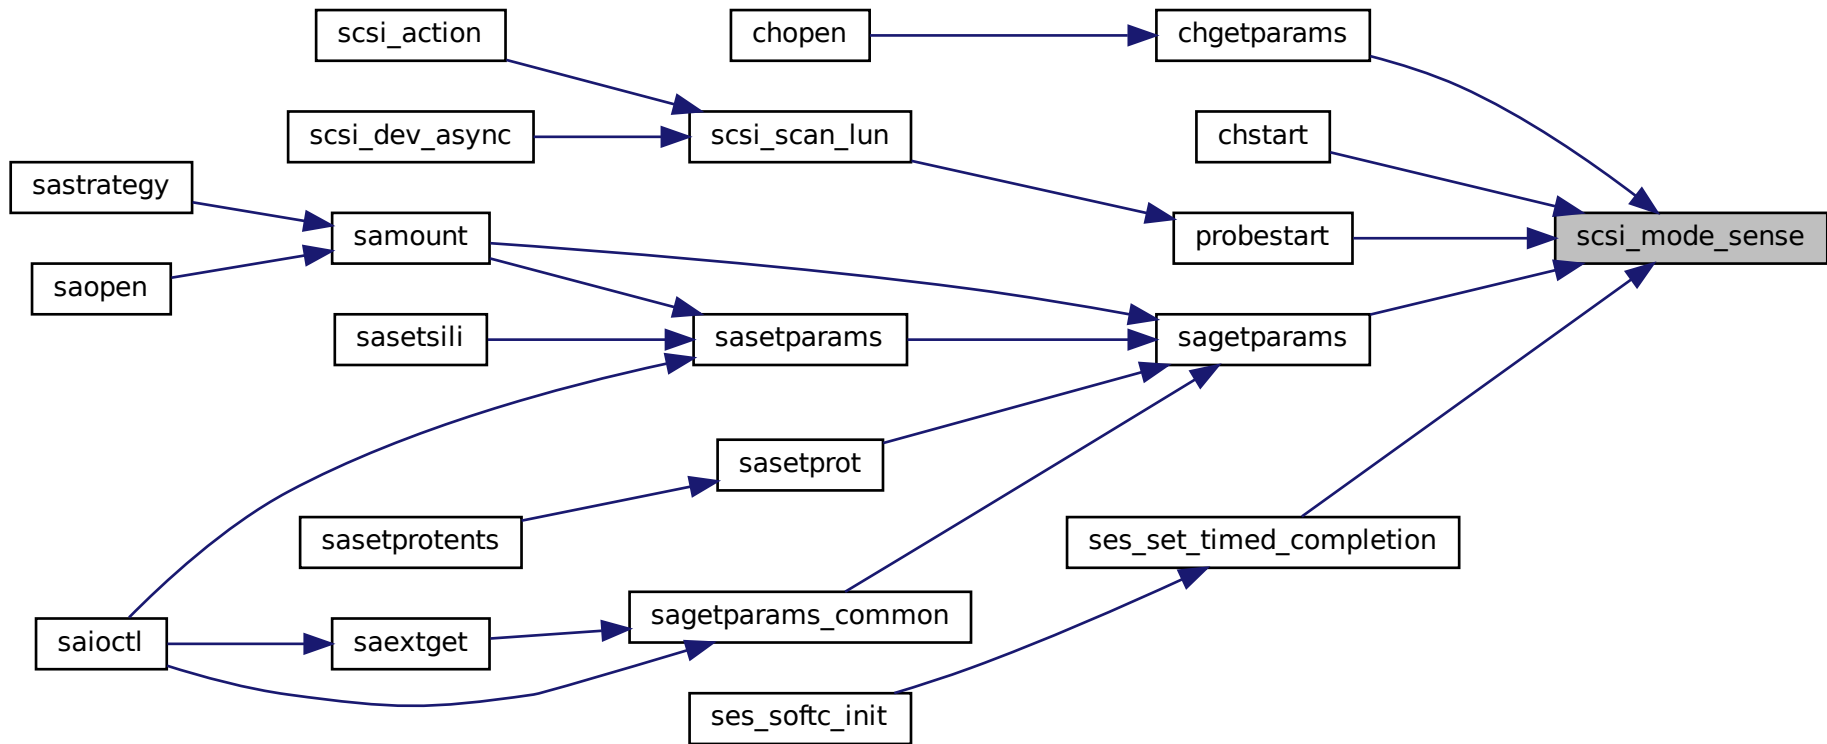 scsi_action
chopen
chgetparams
scsi_dev_async
scsi_scan_lun
chstart
sastrategy
samount
probestart
scsi_mode_sense
saopen
sasetsili
sasetparams
sagetparams
sasetprot
sasetprotents
ses_set_timed_completion
saioctl
saextget
sagetparams_common
ses_softc_init